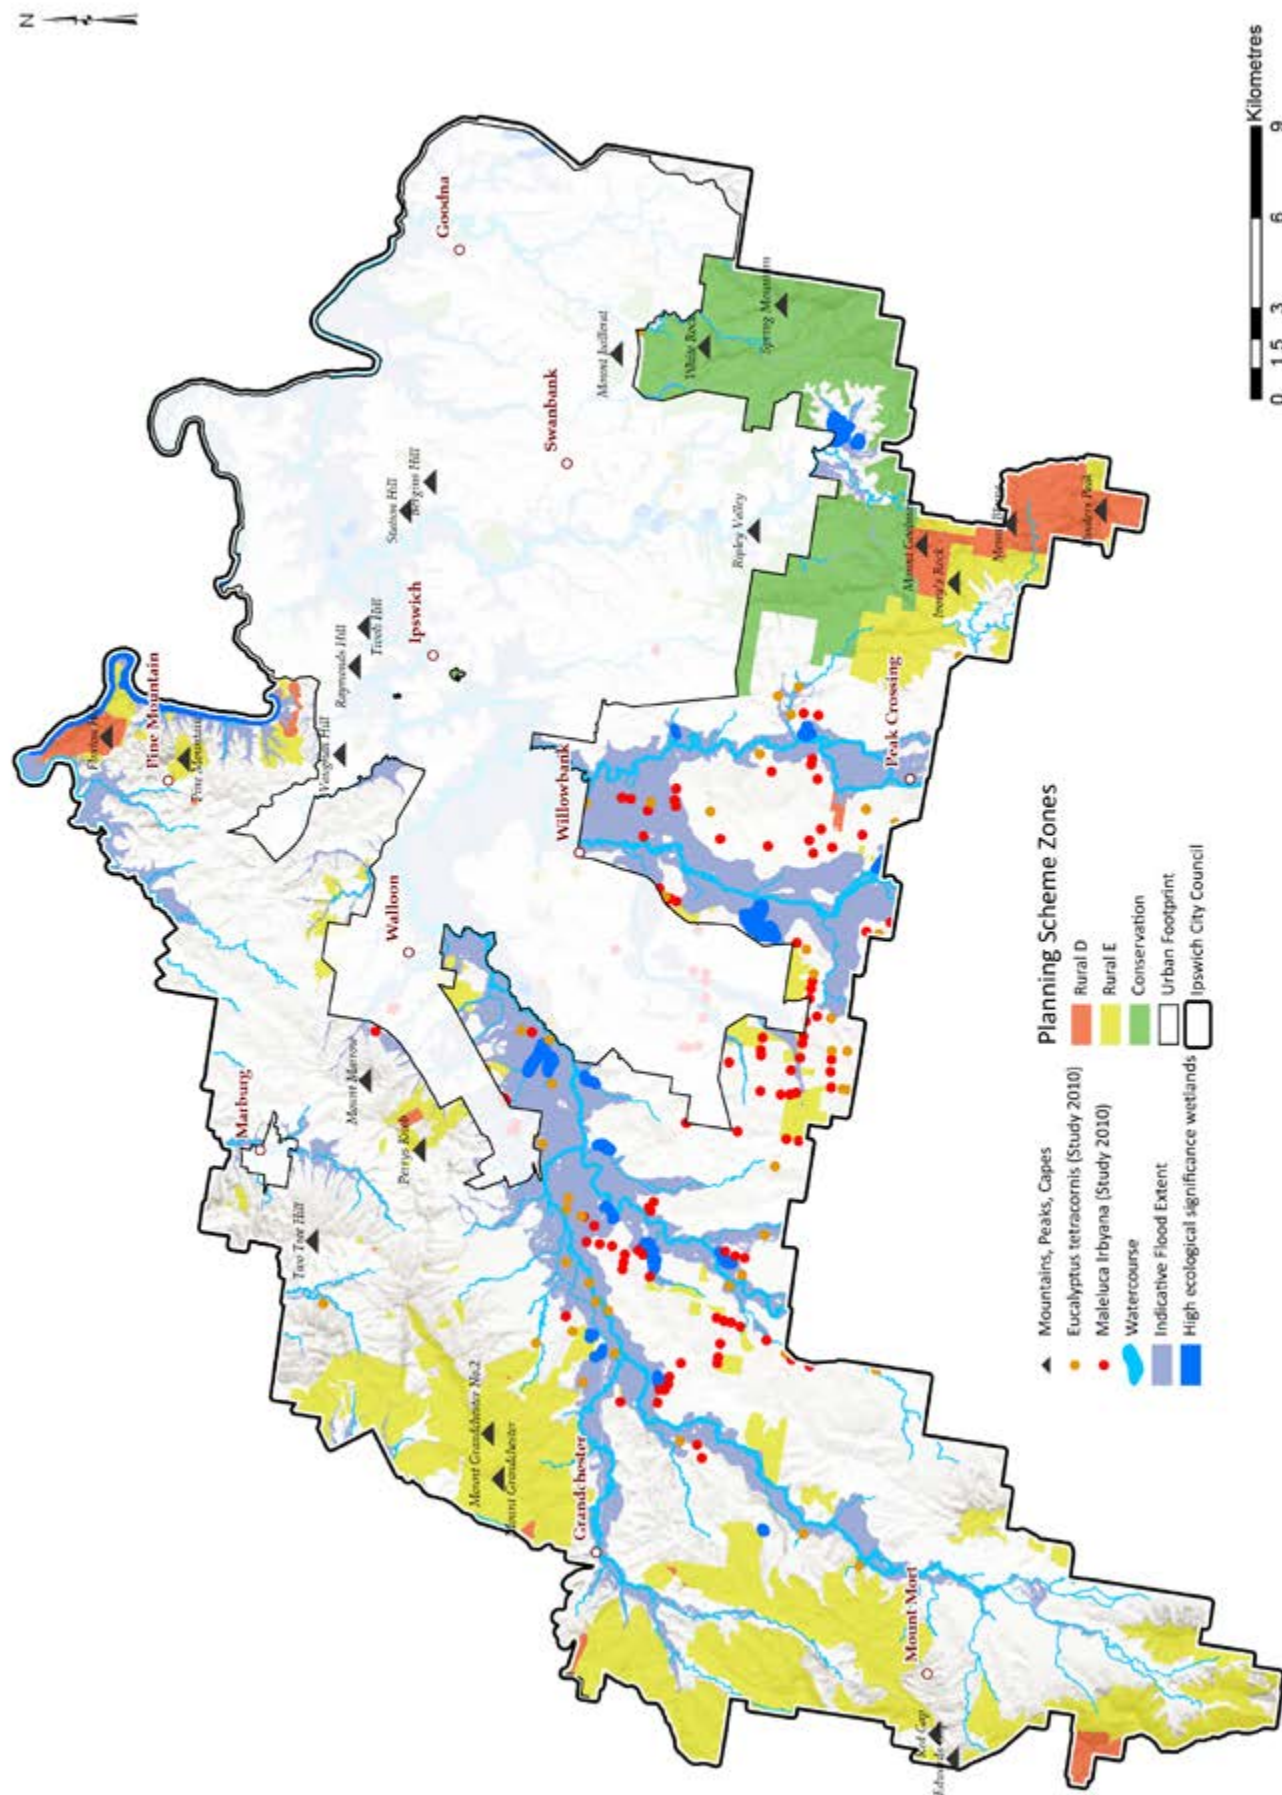 N
Pine Mountain
Pine Mountain
Marburg
Two Tree Hill
Vaughan Hill
Raymonds Hill
Tivoli Hill
Mount Marrow
Walloon
Perrys Knob
Station Hill
Bergins Hill
Ipswich
Goodna
Mount Grandchester No.2
Mount Grandchester
Grandchester
Swanbank
Willowbank
Mount Juillerat
White Rock
Ripley Valley
Spring Mountain
Mount Goolman
Peak Crossing
Mount Mort
Red Gap
Edwards
Ivory's Rock
Flinders Peak
Mountains, Peaks, Capes
Eucalyptus tetracornis (Study 2010)
Maleluca Irbyana (Study 2010)
Watercourse
Indicative Flood Extent
High ecological significance wetlands
Planning Scheme Zones
Rural D
Rural E
Conservation
Urban Footprint
Ipswich City Council
Kilometres
0 1.5 3 6 9